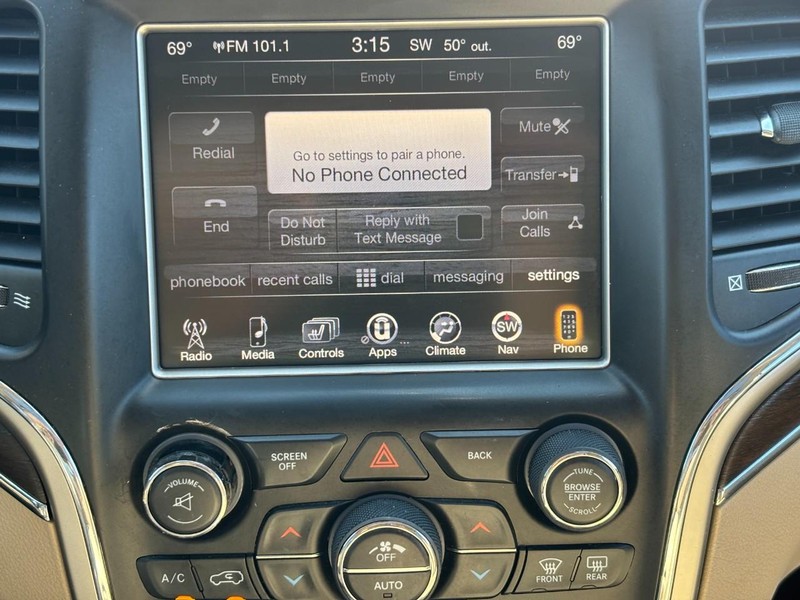 69° FM 101.1 3:15 SW 50° out. 69°
Empty Empty Empty Empty Empty
Redial
Go to settings to pair a phone.
No Phone Connected
Mute
Transfer
End
Do Not
Disturb
Reply with
Text Message
Join
Calls
phonebook recent calls dial messaging settings
SW
Radio Media Controls Apps Climate Nav Phone
VOLUME
SCREEN
OFF
BACK
TUNE
BROWSE
ENTER
SCROLL
OFF
AUTO
A/C
FRONT
REAR